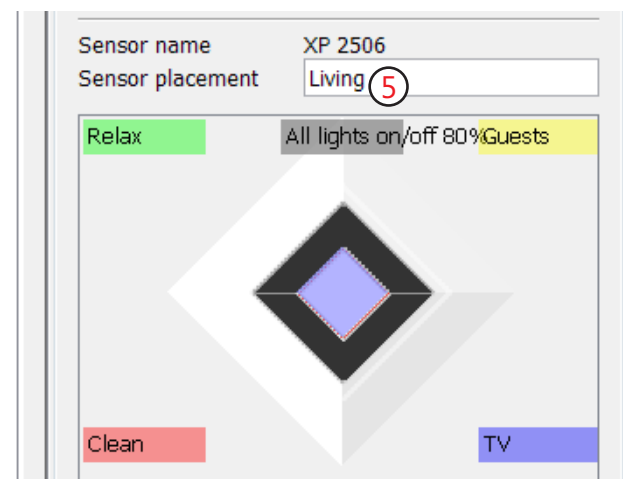 Sensor name XP 2506
Sensor placement Living 5
Relax All lights on/off 80% Guests
Clean TV